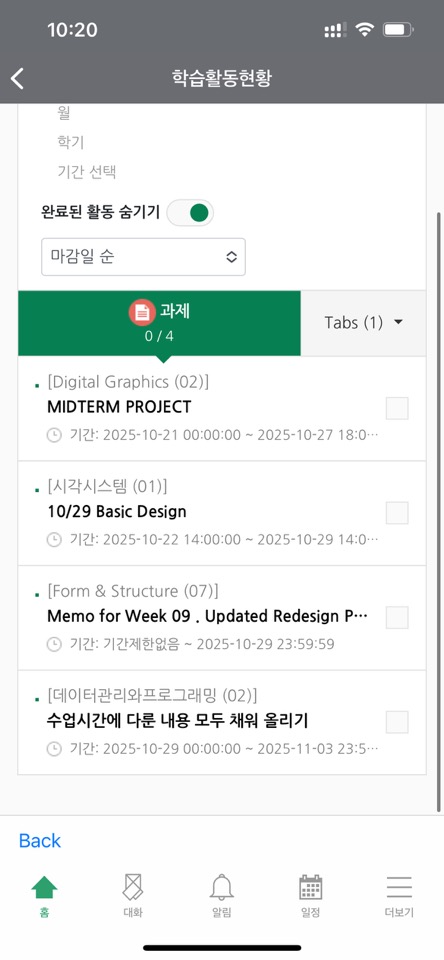 10:20
학습활동현황
월
학기
기간 선택
완료된 활동 숨기기
마감일 순
과제
0 / 4
Tabs (1)
[Digital Graphics (02)]
MIDTERM PROJECT
기간: 2025-10-21 00:00:00 ~ 2025-10-27 18:0…
[시각시스템 (01)]
10/29 Basic Design
기간: 2025-10-22 14:00:00 ~ 2025-10-29 14:0…
[Form & Structure (07)]
Memo for Week 09 . Updated Redesign P…
기간: 기간제한없음 ~ 2025-10-29 23:59:59
[데이터관리와프로그래밍 (02)]
수업시간에 다룬 내용 모두 채워 올리기
기간: 2025-10-29 00:00:00 ~ 2025-11-03 23:5…
Back
홈
대화
알림
일정
더보기